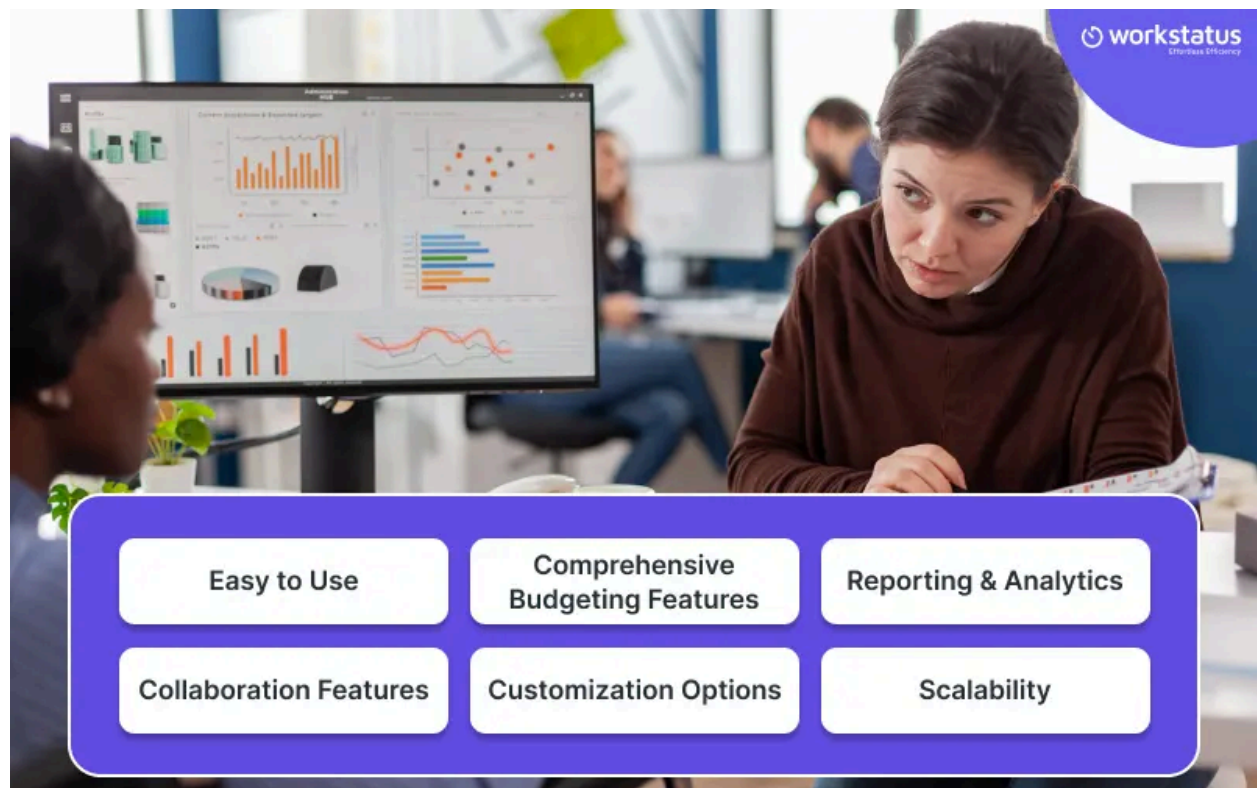 workstatus
Effortless Efficiency
Easy to Use
Comprehensive
Budgeting Features
Reporting & Analytics
Collaboration Features
Customization Options
Scalability